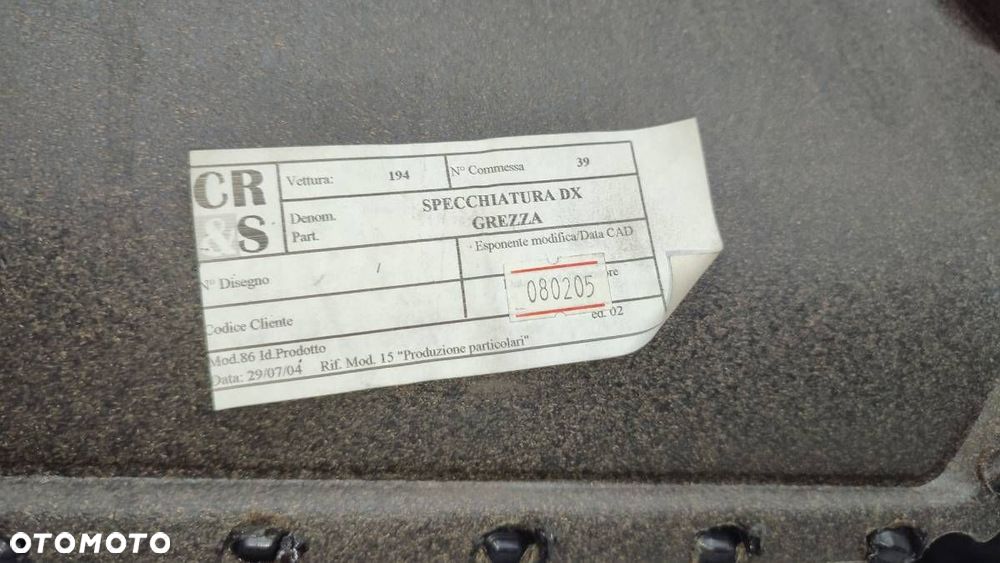 CR
&S
Vettura: 194
N° Commessa 39
Denom.
Part.
SPECCHIATURA DX
GREZZA
N° Disegno /
Esponente modifica/Data CAD
080205
Codice Cliente
ed. 02
Mod.86 Id.Prodotto
Data: 29/07/04 Rif. Mod. 15 "Produzione particolari"
OTOMOTO